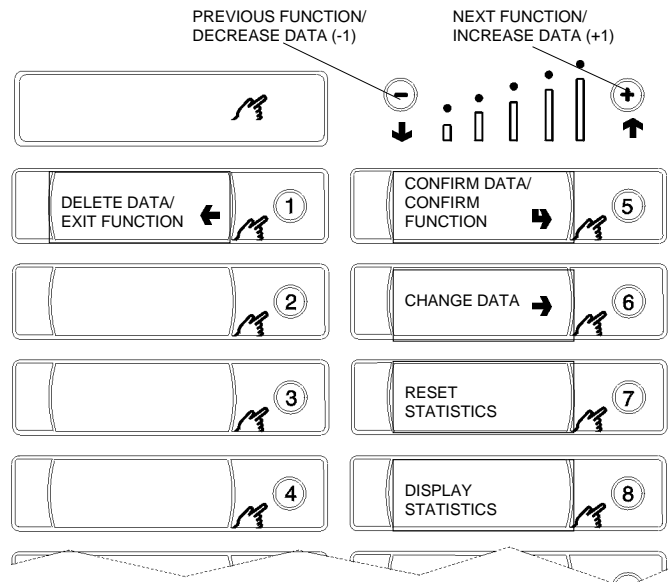 PREVIOUS FUNCTION/
DECREASE DATA (-1)
NEXT FUNCTION/
INCREASE DATA (+1)
DELETE DATA/
EXIT FUNCTION
1
CONFIRM DATA/
CONFIRM
FUNCTION
5
2
CHANGE DATA
6
3
RESET
STATISTICS
7
4
DISPLAY
STATISTICS
8